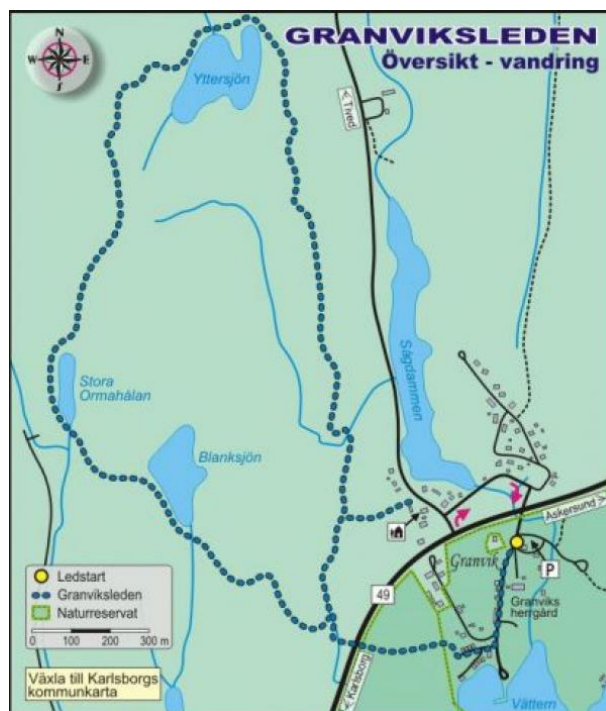 GRANVIKSLEDEN
Översikt - vandring
N
W
E
S
Yttersjön
< Tived
Sågdammen
Stora
Ormahålan
Blanksjön
Askersund >
Granvik
P
Granviks
herrgård
49
< Karlsborg
Vättern
Ledstart
Granviksleden
Naturreservat
0 100 200 300 m
Växla till Karlsborgs
kommunkarta